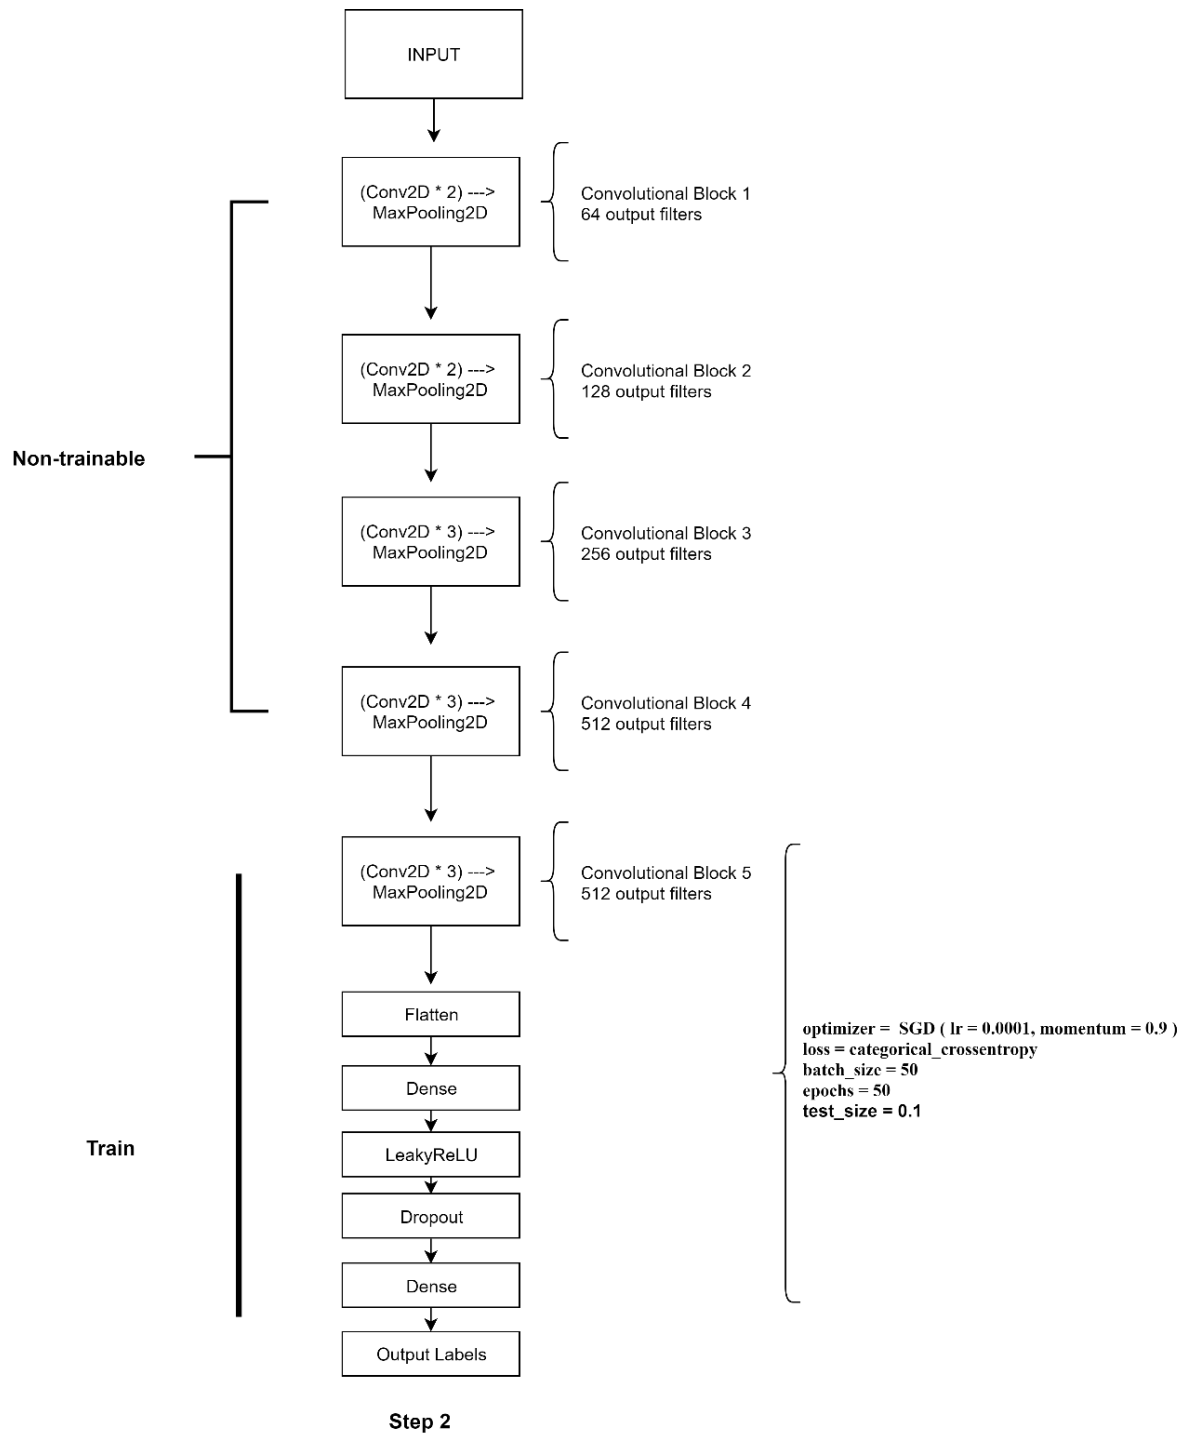 INPUT
(Conv2D * 2) --->
MaxPooling2D
Convolutional Block 1
64 output filters
(Conv2D * 2) --->
MaxPooling2D
Convolutional Block 2
128 output filters
Non-trainable
(Conv2D * 3) --->
MaxPooling2D
Convolutional Block 3
256 output filters
(Conv2D * 3) --->
MaxPooling2D
Convolutional Block 4
512 output filters
(Conv2D * 3) --->
MaxPooling2D
Convolutional Block 5
512 output filters
Flatten
Dense
LeakyReLU
Dropout
Dense
Output Labels
Train
optimizer = SGD ( lr = 0.0001, momentum = 0.9 )
loss = categorical_crossentropy
batch_size = 50
epochs = 50
test_size = 0.1
Step 2